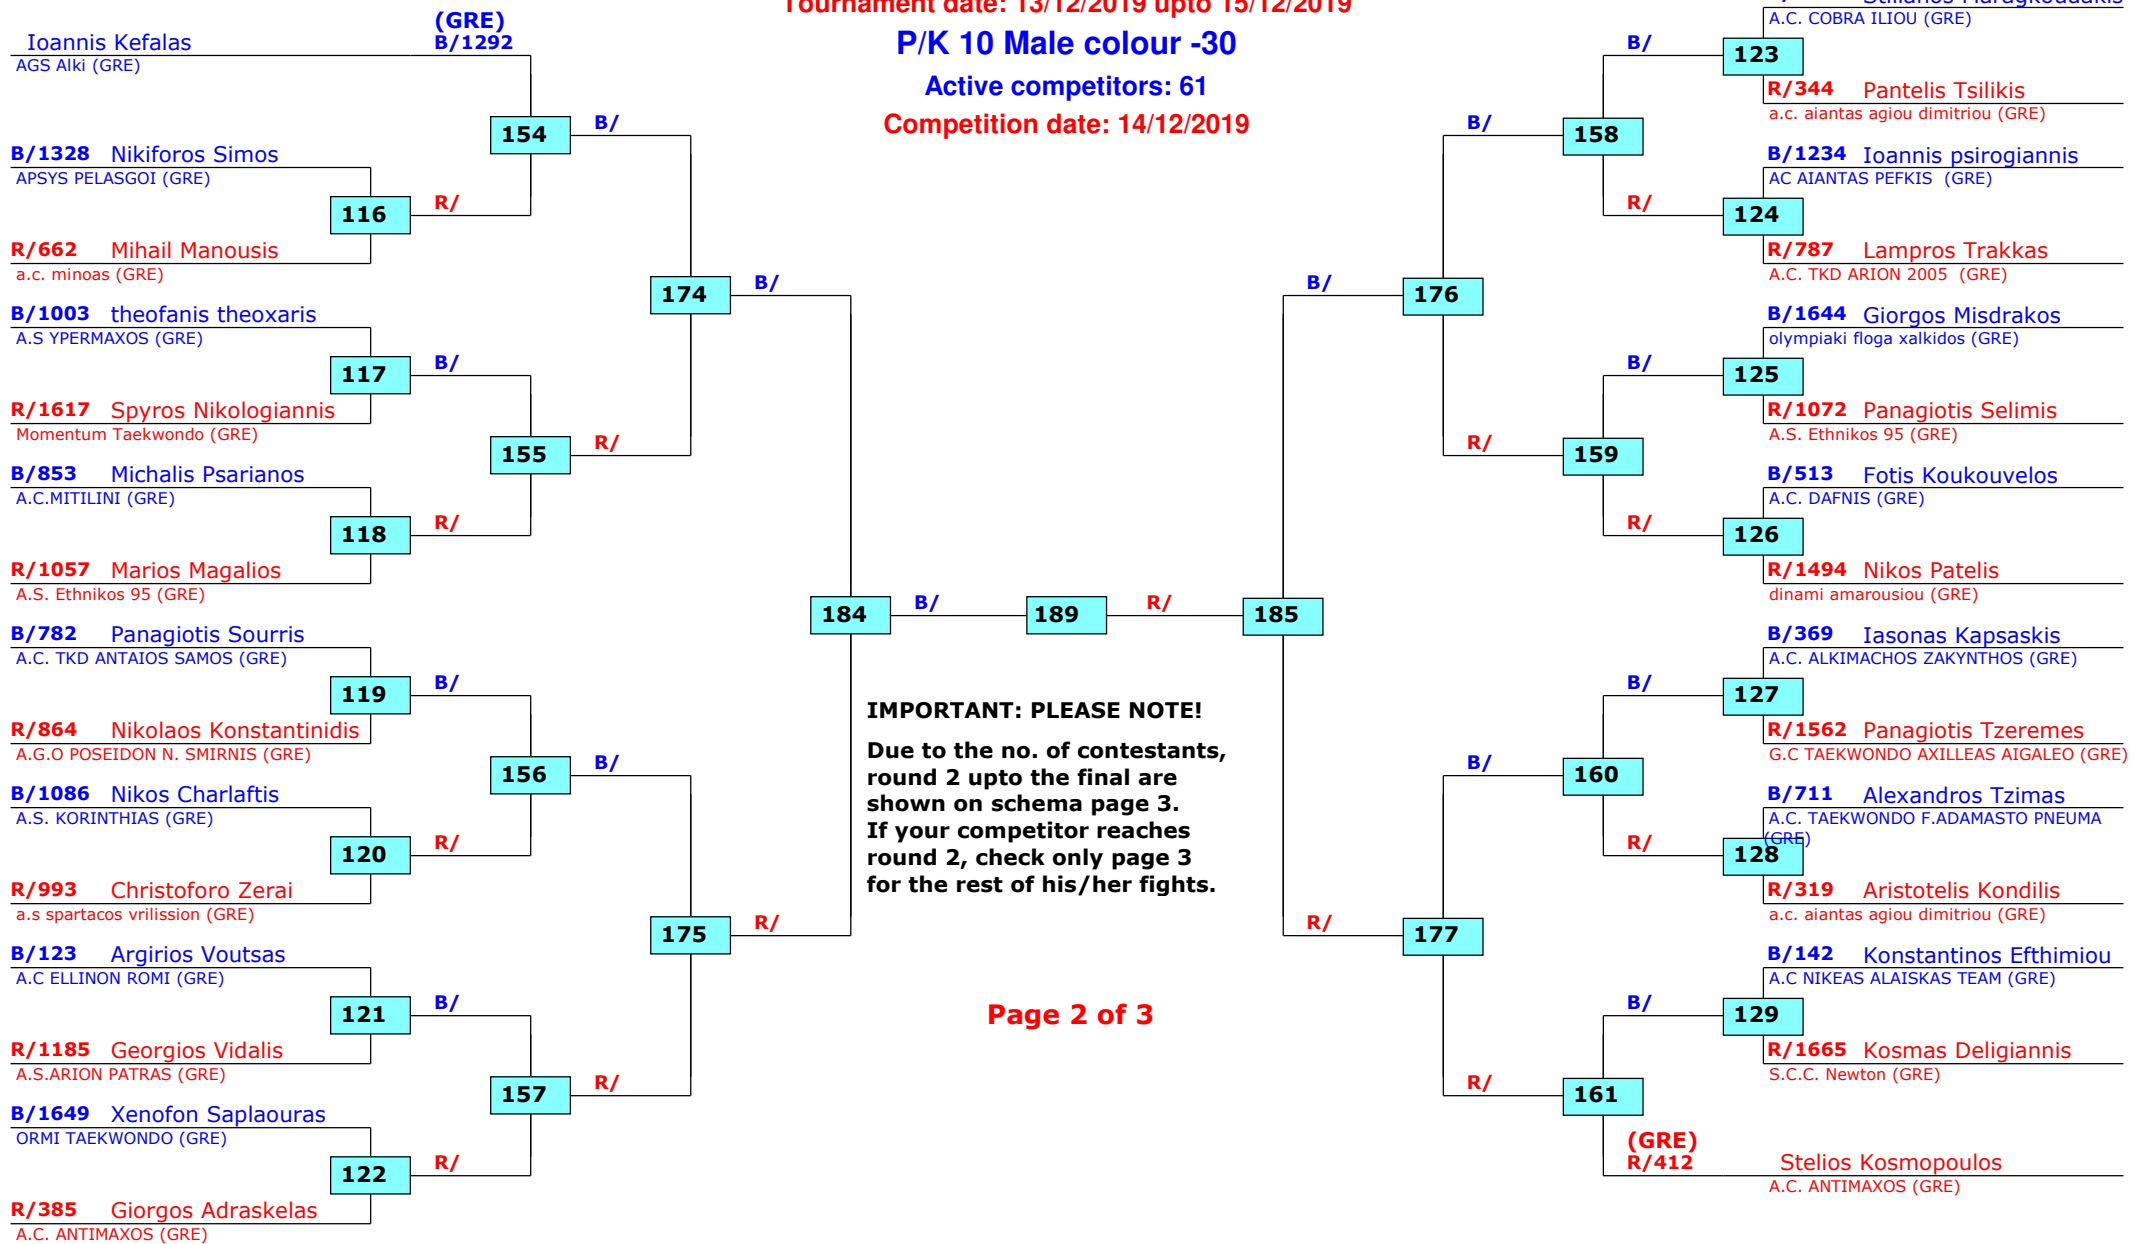 Tournament date: 13/12/2019 upto 15/12/2019
P/K 10 Male colour -30
Active competitors: 61
Competition date: 14/12/2019
(GRE)
Ioannis Kefalas B/1292
AGS Alki (GRE)
154
B/
B/1328 Nikiforos Simos
APSYS PELASGOI (GRE)
116
R/
R/662 Mihail Manousis
a.c. minoas (GRE)
174
B/
B/1003 theofanis theoxaris
A.S YPERMAXOS (GRE)
117
B/
R/1617 Spyros Nikologiannis
Momentum Taekwondo (GRE)
155
R/
B/853 Michalis Psarianos
A.C.MITILINI (GRE)
118
R/
R/1057 Marios Magalios
A.S. Ethnikos 95 (GRE)
184
B/
189
R/
185
B/782 Panagiotis Sourris
A.C. TKD ANTAIOS SAMOS (GRE)
119
B/
R/864 Nikolaos Konstantinidis
A.G.O POSEIDON N. SMIRNIS (GRE)
156
B/
B/1086 Nikos Charlaftis
A.S. KORINTHIAS (GRE)
120
R/
R/993 Christoforo Zerai
a.s spartacos vrilission (GRE)
175
R/
B/123 Argirios Voutsas
A.C ELLINON ROMI (GRE)
121
B/
R/1185 Georgios Vidalis
A.S.ARION PATRAS (GRE)
157
R/
B/1649 Xenofon Saplaouras
ORMI TAEKWONDO (GRE)
122
R/
R/385 Giorgos Adraskelas
A.C. ANTIMAXOS (GRE)
IMPORTANT: PLEASE NOTE!
Due to the no. of contestants,
round 2 upto the final are
shown on schema page 3.
If your competitor reaches
round 2, check only page 3
for the rest of his/her fights.
Page 2 of 3
A.C. COBRA ILIOU (GRE)
B/
123
R/344 Pantelis Tsilikis
a.c. aiantas agiou dimitriou (GRE)
B/
158
B/1234 Ioannis psirogiannis
AC AIANTAS PEFKIS (GRE)
R/
124
R/787 Lampros Trakkas
A.C. TKD ARION 2005 (GRE)
B/
176
B/1644 Giorgos Misdrakos
olympiaki floga xalkidos (GRE)
B/
125
R/1072 Panagiotis Selimis
A.S. Ethnikos 95 (GRE)
R/
159
B/513 Fotis Koukouvelos
A.C. DAFNIS (GRE)
R/
126
R/1494 Nikos Patelis
dinami amarousiou (GRE)
B/369 Iasonas Kapsaskis
A.C. ALKIMACHOS ZAKYNTHOS (GRE)
B/
127
R/1562 Panagiotis Tzeremes
G.C TAEKWONDO AXILLEAS AIGALEO (GRE)
B/
160
B/711 Alexandros Tzimas
A.C. TAEKWONDO F.ADAMASTO PNEUMA
(GRE)
R/
128
R/319 Aristotelis Kondilis
a.c. aiantas agiou dimitriou (GRE)
R/
177
B/142 Konstantinos Efthimiou
A.C NIKEAS ALAISKAS TEAM (GRE)
B/
129
R/1665 Kosmas Deligiannis
S.C.C. Newton (GRE)
R/
161
(GRE)
R/412 Stelios Kosmopoulos
A.C. ANTIMAXOS (GRE)